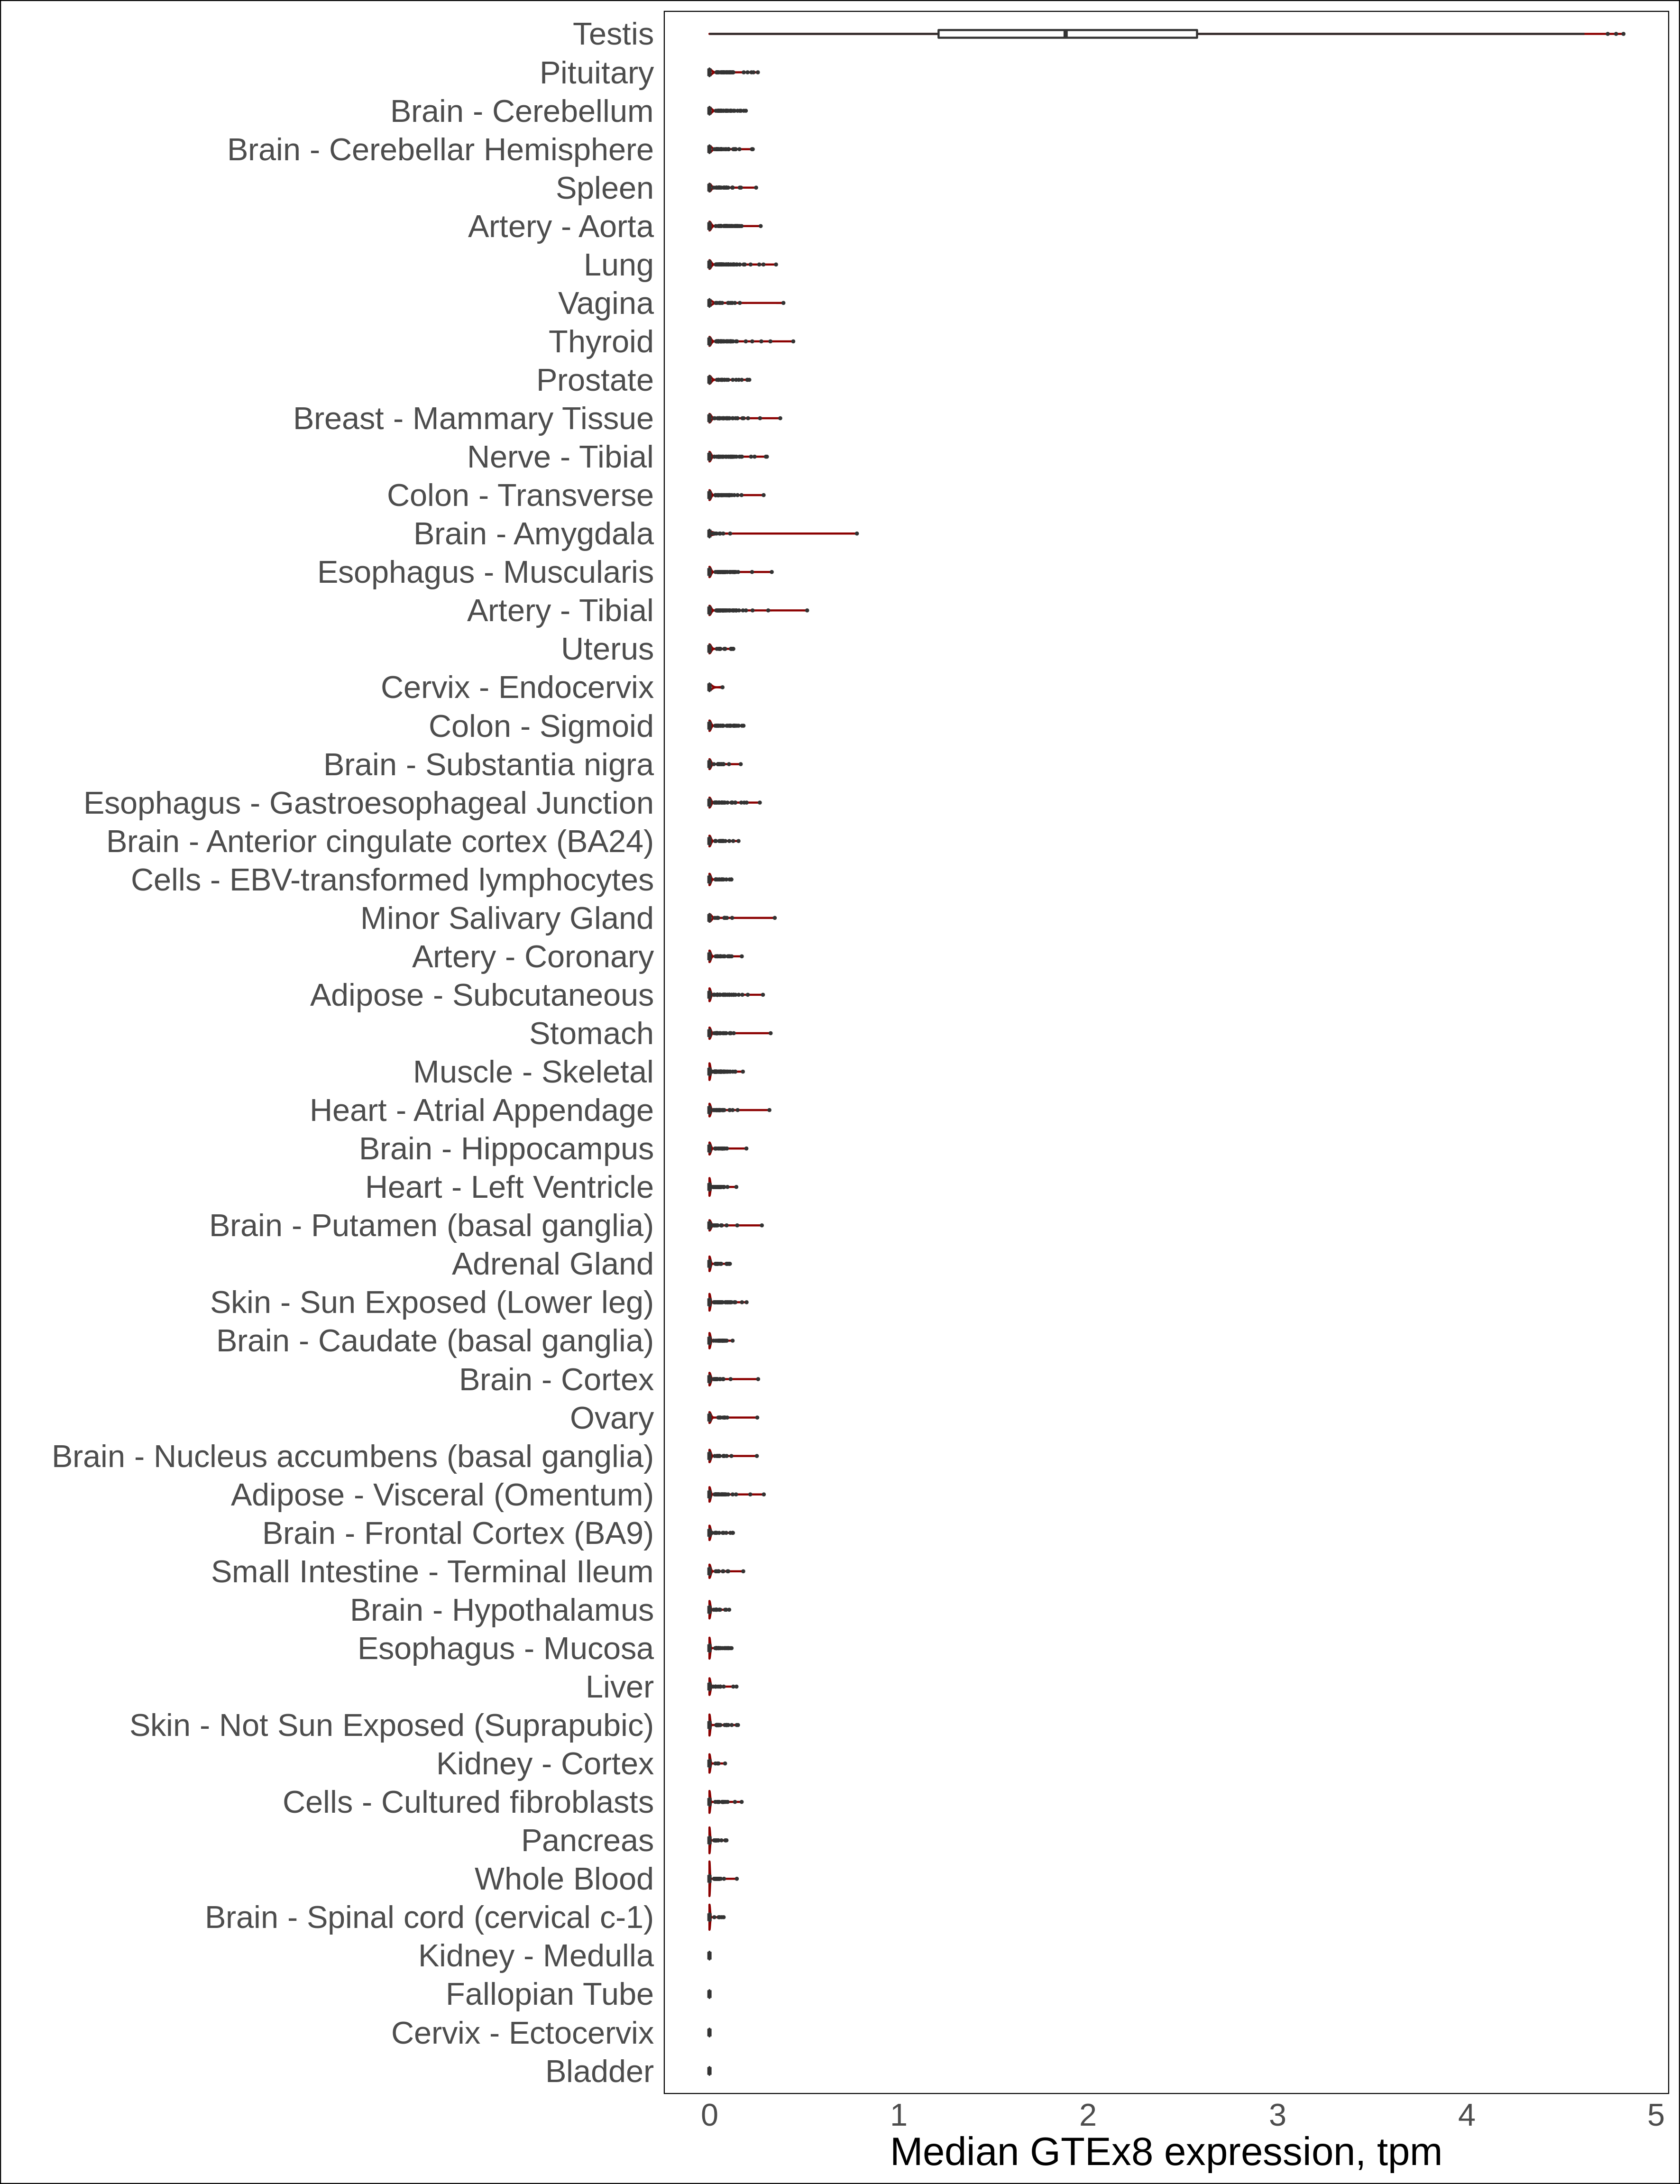 Testis
Pituitary
Brain - Cerebellum
Brain - Cerebellar Hemisphere
Spleen
Artery - Aorta
Lung
Vagina
Thyroid
Prostate
Breast - Mammary Tissue
Nerve - Tibial
Colon - Transverse
Brain - Amygdala
Esophagus - Muscularis
Artery - Tibial
Uterus
Cervix - Endocervix
Colon - Sigmoid
Brain - Substantia nigra
Esophagus - Gastroesophageal Junction
Brain - Anterior cingulate cortex (BA24)
Cells - EBV-transformed lymphocytes
Minor Salivary Gland
Artery - Coronary
Adipose - Subcutaneous
Stomach
Muscle - Skeletal
Heart - Atrial Appendage
Brain - Hippocampus
Heart - Left Ventricle
Brain - Putamen (basal ganglia)
Adrenal Gland
Skin - Sun Exposed (Lower leg)
Brain - Caudate (basal ganglia)
Brain - Cortex
Ovary
Brain - Nucleus accumbens (basal ganglia)
Adipose - Visceral (Omentum)
Brain - Frontal Cortex (BA9)
Small Intestine - Terminal Ileum
Brain - Hypothalamus
Esophagus - Mucosa
Liver
Skin - Not Sun Exposed (Suprapubic)
Kidney - Cortex
Cells - Cultured fibroblasts
Pancreas
Whole Blood
Brain - Spinal cord (cervical c-1)
Kidney - Medulla
Fallopian Tube
Cervix - Ectocervix
Bladder
0 1 2 3 4 5
Median GTEx8 expression, tpm